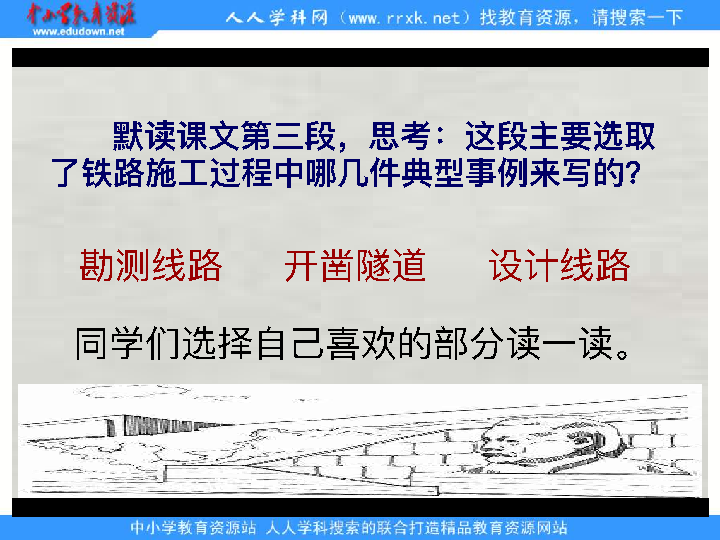 中小学教育资源
www.edudown.net
人人学科网（www.rrxk.net）找教育资源，请搜索一下
默读课文第三段，思考：这段主要选取
了铁路施工过程中哪几件典型事例来写的？
勘测线路 开凿隧道 设计线路
同学们选择自己喜欢的部分读一读。
中小学教育资源站 人人学科搜索的联合打造精品教育资源网站